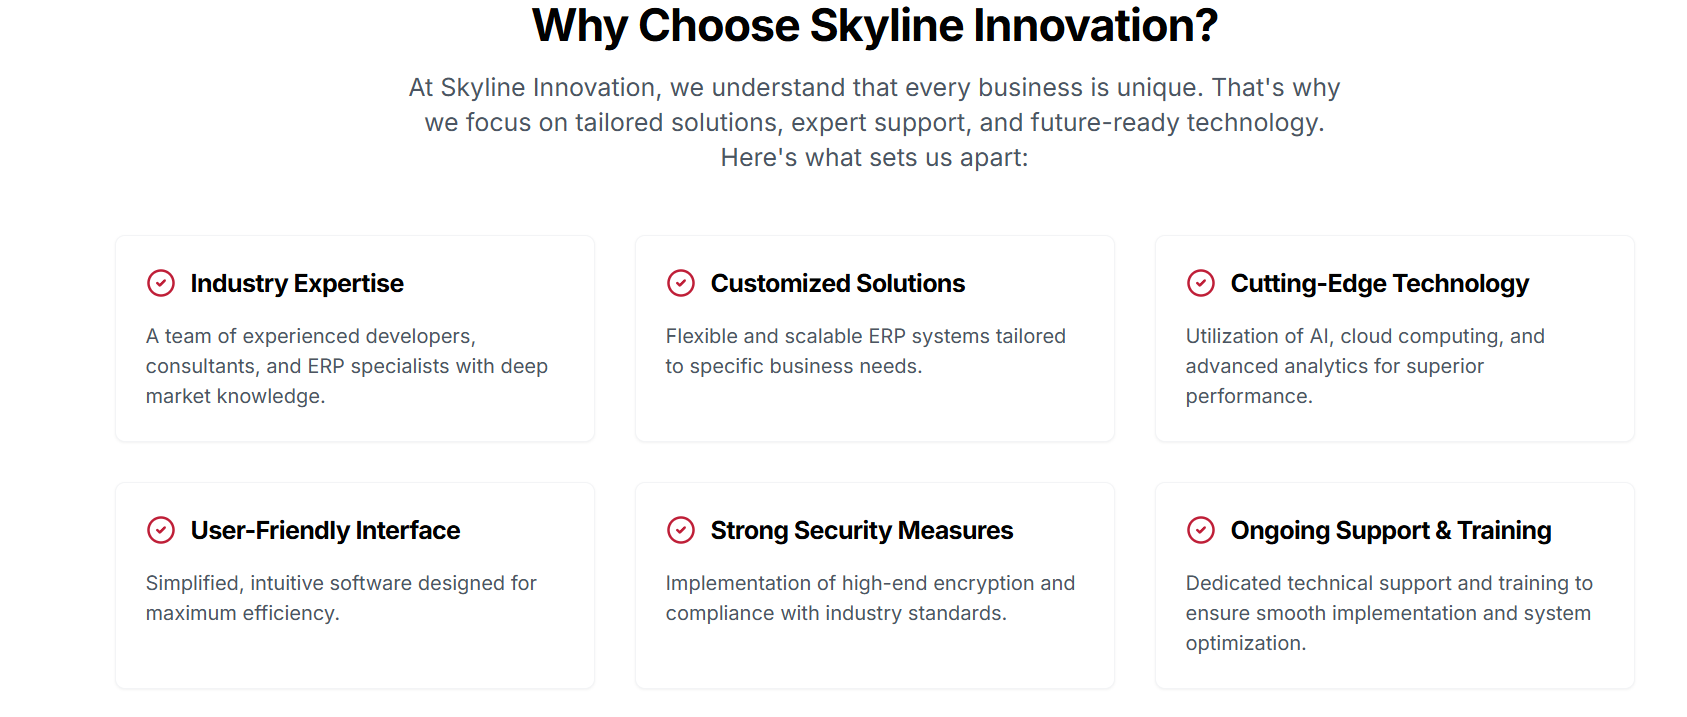 Why Choose Skyline Innovation?
At Skyline Innovation, we understand that every business is unique. That's why
we focus on tailored solutions, expert support, and future-ready technology.
Here's what sets us apart:
Industry Expertise
A team of experienced developers,
consultants, and ERP specialists with deep
market knowledge.
Customized Solutions
Flexible and scalable ERP systems tailored
to specific business needs.
Cutting-Edge Technology
Utilization of AI, cloud computing, and
advanced analytics for superior
performance.
User-Friendly Interface
Simplified, intuitive software designed for
maximum efficiency.
Strong Security Measures
Implementation of high-end encryption and
compliance with industry standards.
Ongoing Support & Training
Dedicated technical support and training to
ensure smooth implementation and system
optimization.